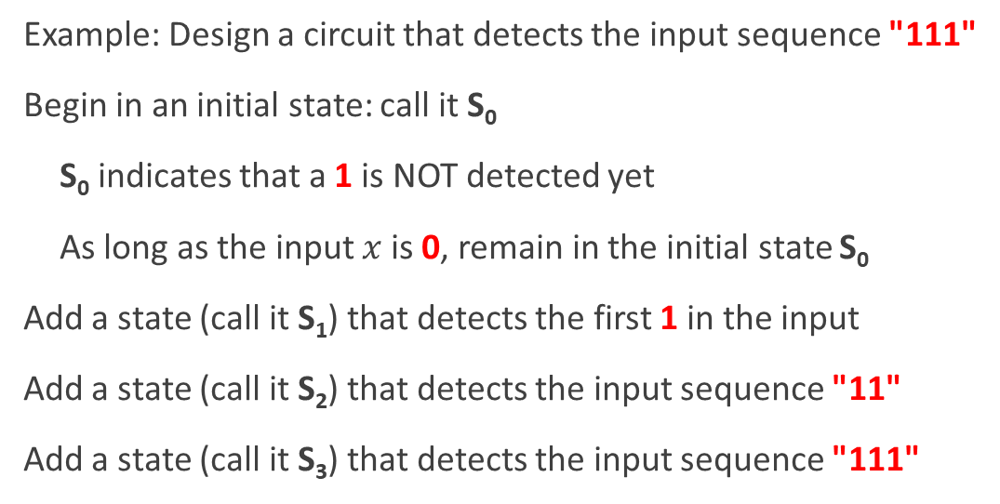 Example: Design a circuit that detects the input sequence "111"
Begin in an initial state: call it S₀
S₀ indicates that a 1 is NOT detected yet
As long as the input x is 0, remain in the initial state S₀
Add a state (call it S₁) that detects the first 1 in the input
Add a state (call it S₂) that detects the input sequence "11"
Add a state (call it S₃) that detects the input sequence "111"